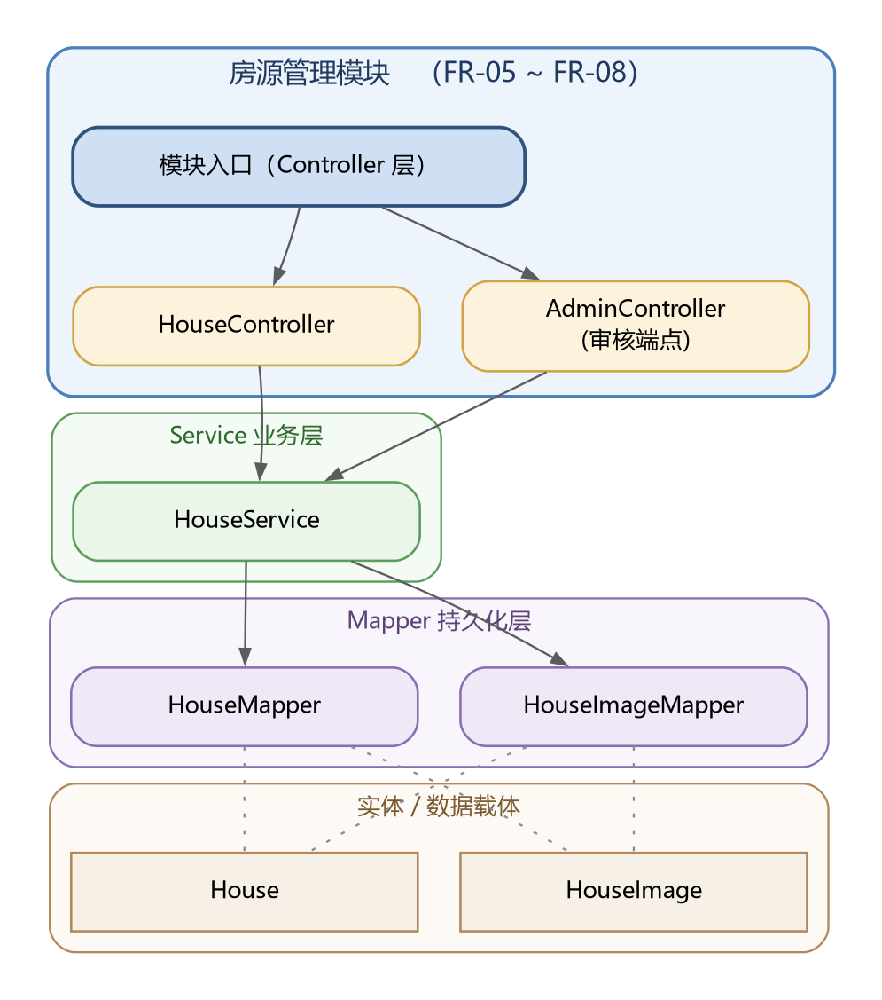 房源管理模块　（FR-05 ~ FR-08）
模块入口（Controller 层）
HouseController
AdminController
(审核端点)
Service 业务层
HouseService
Mapper 持久化层
HouseMapper
HouseImageMapper
实体 / 数据载体
House
HouseImage